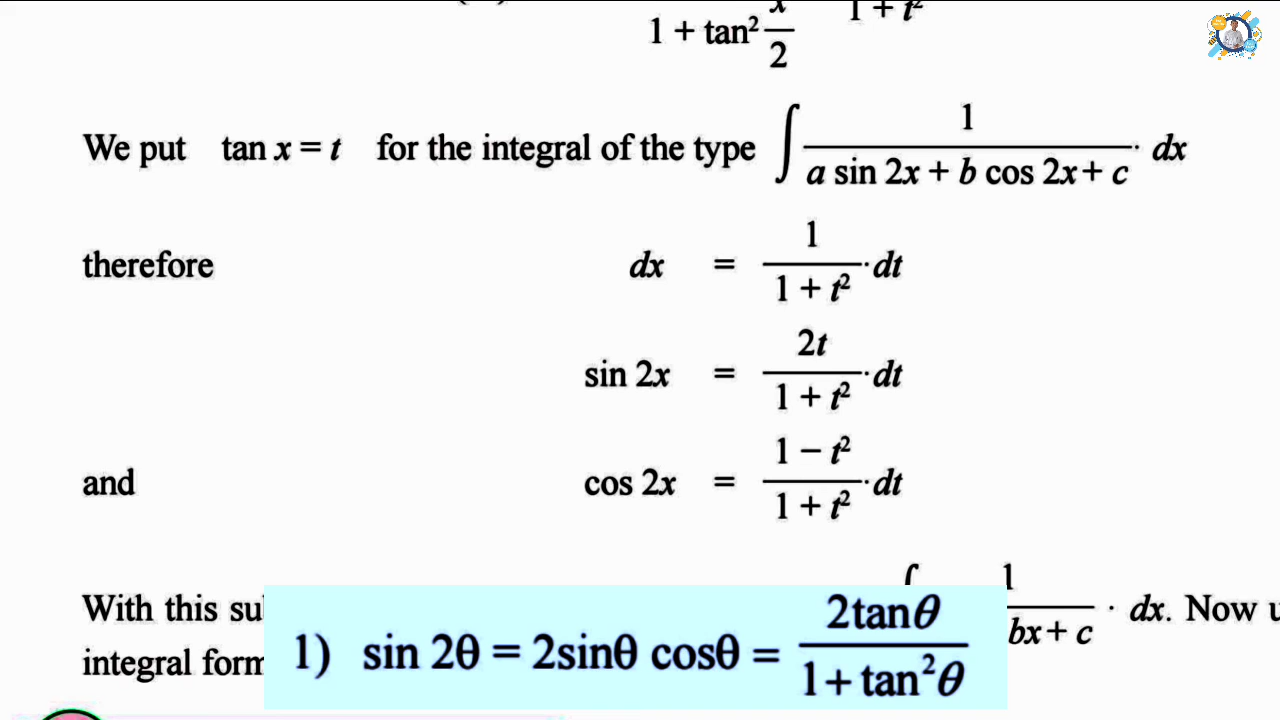 1 + tan² x/2    1 + t²
We put tan x = t for the integral of the type ∫ 1/(a sin 2x + b cos 2x + c) · dx
therefore dx = 1/(1 + t²) · dt
sin 2x = 2t/(1 + t²) · dt
and cos 2x = (1 − t²)/(1 + t²) · dt
With this ∫ 1/(bx + c) · dx. Now
integral
1) sin 2θ = 2sinθ cosθ = 2tanθ/(1 + tan²θ)